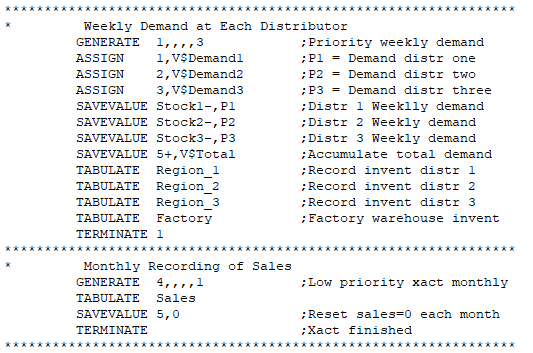 ****************************************************************
* Weekly Demand at Each Distributor
GENERATE 1,,,,3 ;Priority weekly demand
ASSIGN 1,V$Demand1 ;P1 = Demand distr one
ASSIGN 2,V$Demand2 ;P2 = Demand distr two
ASSIGN 3,V$Demand3 ;P3 = Demand distr three
SAVEVALUE Stock1-,P1 ;Distr 1 Weeklly demand
SAVEVALUE Stock2-,P2 ;Distr 2 Weekly demand
SAVEVALUE Stock3-,P3 ;Distr 3 Weekly demand
SAVEVALUE 5+,V$Total ;Accumulate total demand
TABULATE Region_1 ;Record invent distr 1
TABULATE Region_2 ;Record invent distr 2
TABULATE Region_3 ;Record invent distr 3
TABULATE Factory ;Factory warehouse invent
TERMINATE 1
****************************************************************
* Monthly Recording of Sales
GENERATE 4,,,,1 ;Low priority xact monthly
TABULATE Sales
SAVEVALUE 5,0 ;Reset sales=0 each month
TERMINATE ;Xact finished
****************************************************************